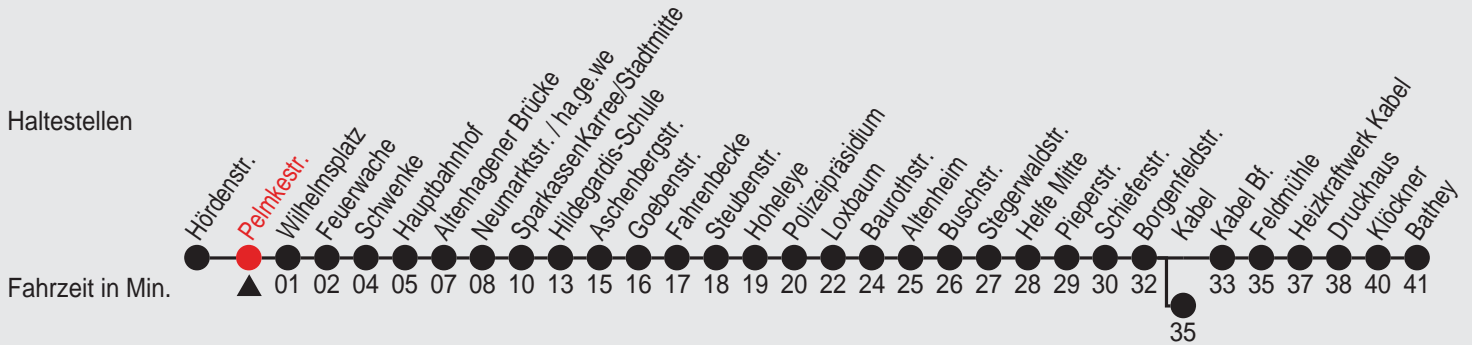 Haltestellen
Hördenstr.
Pelmkestr.
Wilhelmsplatz
Feuerwache
Schwenke
Hauptbahnhof
Altenhagener Brücke
Neumarktstr. / ha.ge.we
SparkassenKarree/Stadtmitte
Hildegardis-Schule
Aschenbergstr.
Goebenstr.
Fahrenbecke
Steubenstr.
Hoheleye
Polizeipräsidium
Loxbaum
Baurothstr.
Altenheim
Buschstr.
Stegerwaldstr.
Helfe Mitte
Pieperstr.
Schieferstr.
Borgenfeldstr.
Kabel
Kabel Bf.
Feldmühle
Heizkraftwerk Kabel
Druckhaus
Klöckner
Bathey
Fahrzeit in Min. 01 02 04 05 07 08 10 13 15 16 17 18 19 20 22 24 25 26 27 28 29 30 32 33 35 37 38 40 41
35